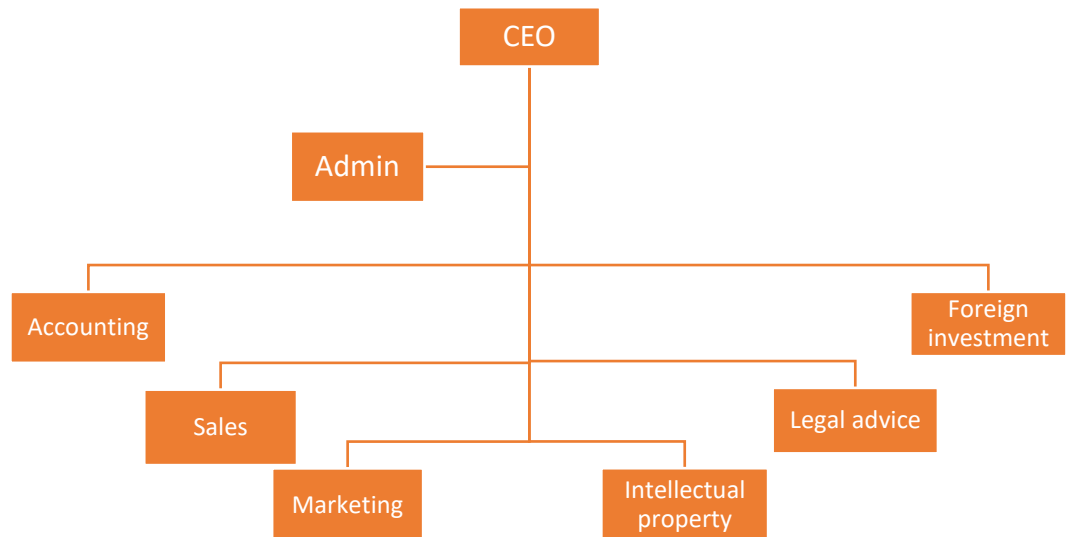 CEO
Admin
Accounting
Foreign
investment
Sales
Legal advice
Marketing
Intellectual
property